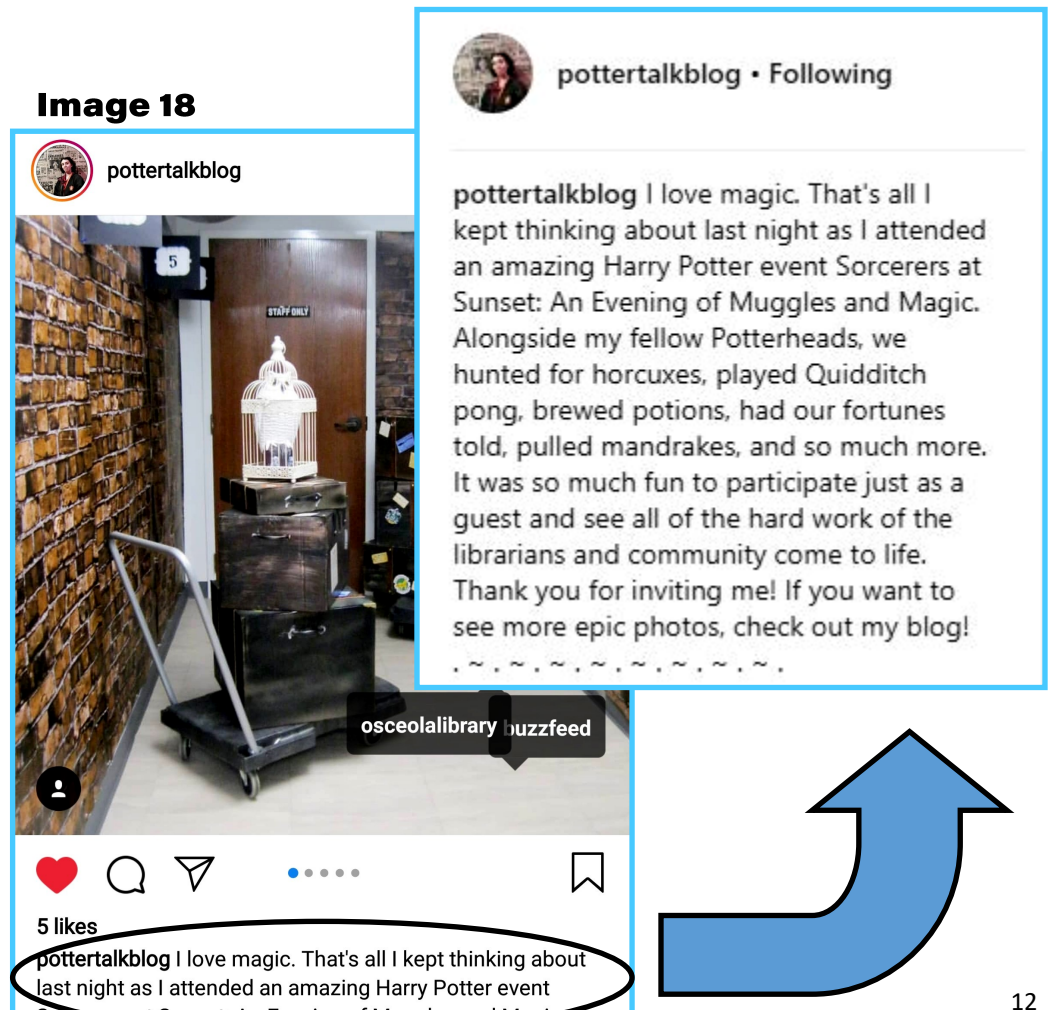 Image 18
pottertalkblog
5
STAFF ONLY
osceolalibrary
buzzfeed
5 likes
pottertalkblog I love magic. That's all I kept thinking about
last night as I attended an amazing Harry Potter event
pottertalkblog • Following
pottertalkblog I love magic. That's all I
kept thinking about last night as I attended
an amazing Harry Potter event Sorcerers at
Sunset: An Evening of Muggles and Magic.
Alongside my fellow Potterheads, we
hunted for horcuxes, played Quidditch
pong, brewed potions, had our fortunes
told, pulled mandrakes, and so much more.
It was so much fun to participate just as a
guest and see all of the hard work of the
librarians and community come to life.
Thank you for inviting me! If you want to
see more epic photos, check out my blog!
. ~ . ~ . ~ . ~ . ~ . ~ . ~ . ~ .
12